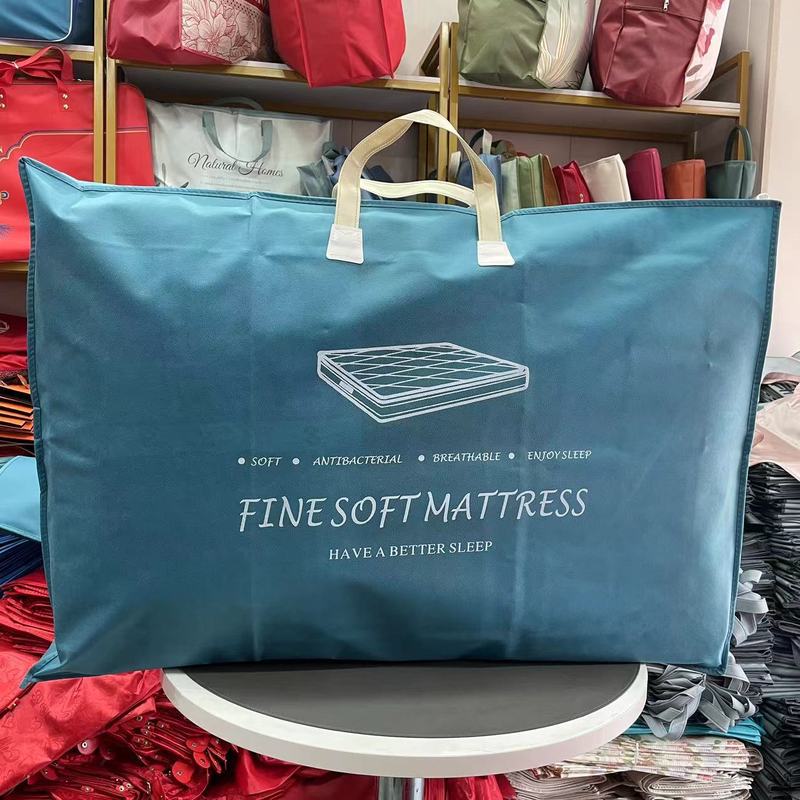 Natural Homes
• SOFT • ANTIBACTERIAL • BREATHABLE • ENJOY SLEEP
FINE SOFT MATTRESS
HAVE A BETTER SLEEP